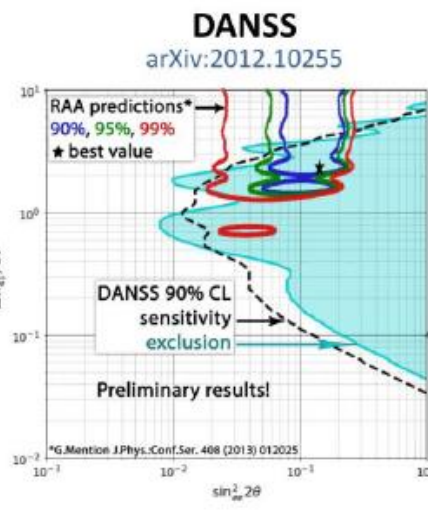 DANSS
arXiv:2012.10255
RAA predictions*
90%, 95%, 99%
★ best value
DANSS 90% CL
sensitivity
exclusion
Preliminary results!
*G.Mention J.Phys.:Conf.Ser. 408 (2013) 012025
10¹
10⁰
10⁻¹
10⁻²
10⁻³ 10⁻² 10⁻¹
sin²ₑₑ 2θ